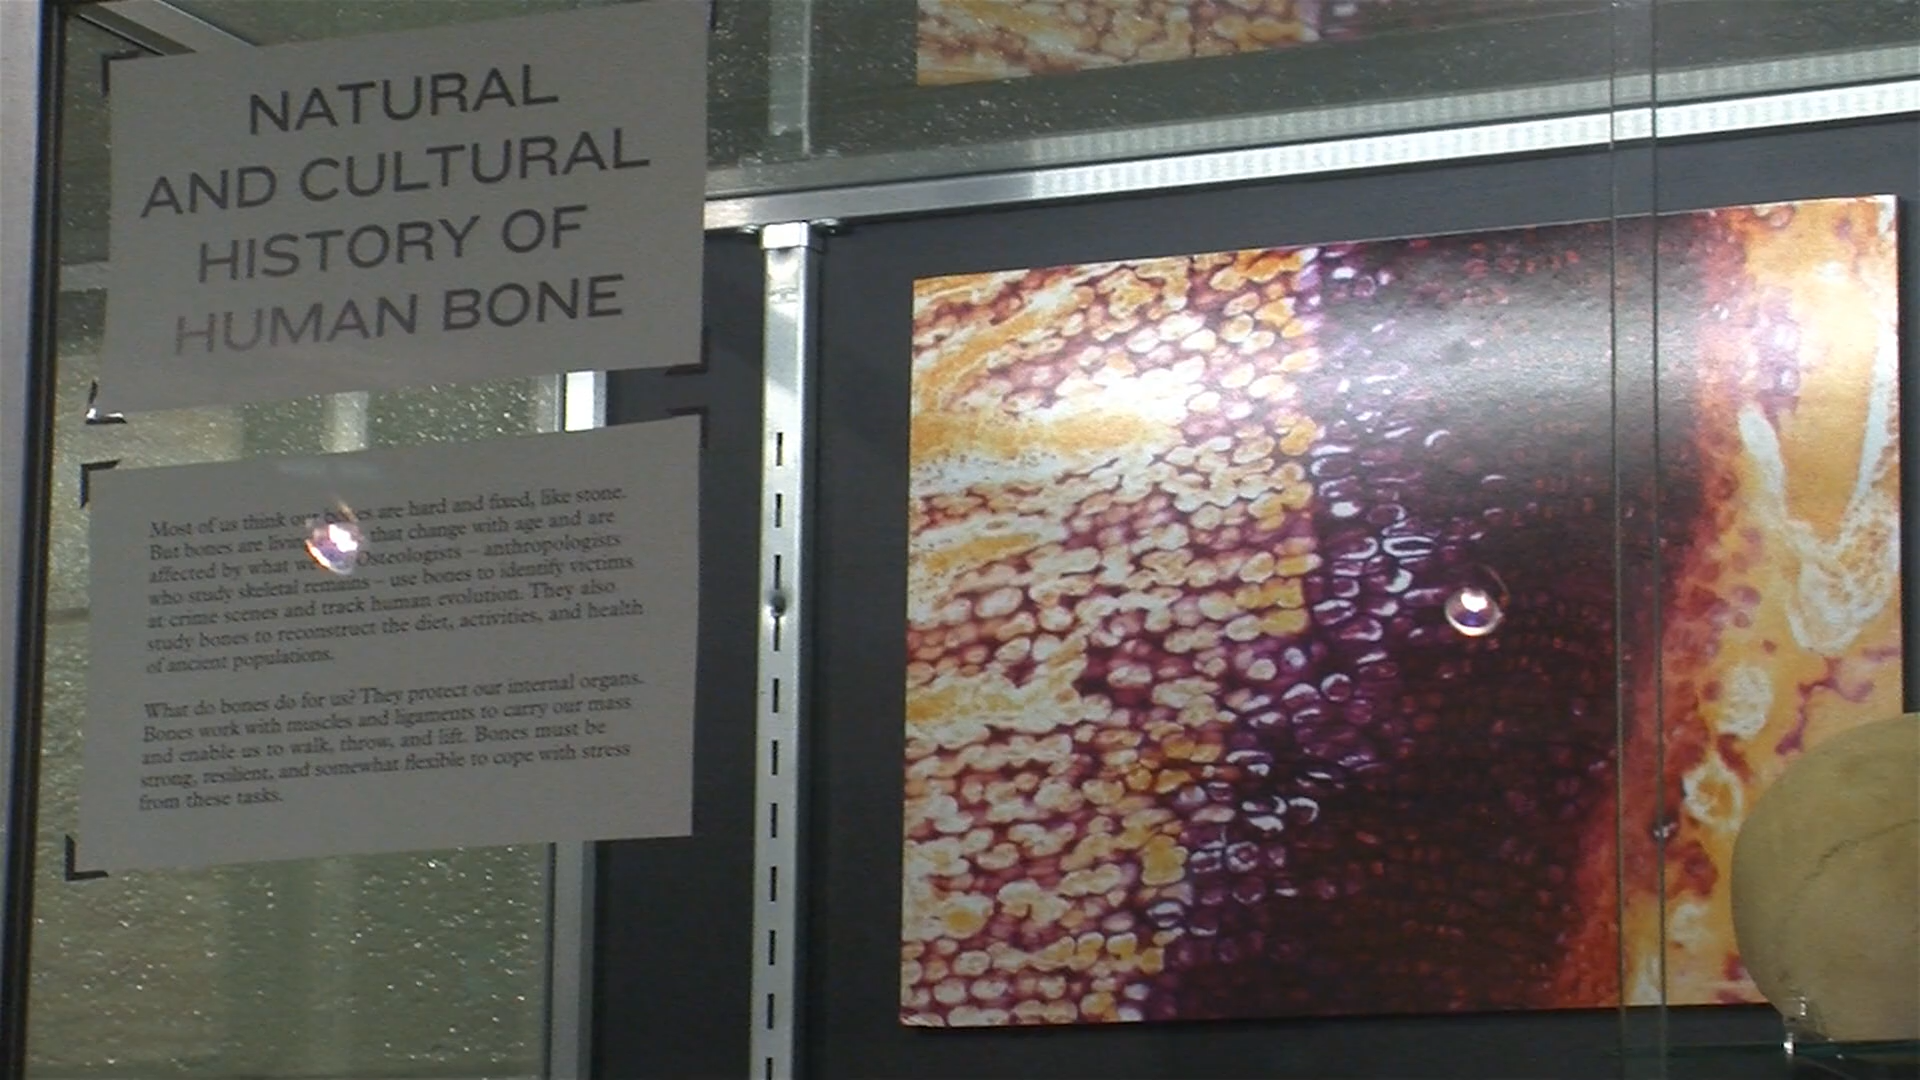 NATURAL
AND CULTURAL
HISTORY OF
HUMAN BONE
Most of us think our bones are hard and fixed, like stone.
But bones are that change with age and are
affected by what Osteologists – anthropologists
who study skeletal remains – use bones to identify victims
at crime scenes and track human evolution. They also
study bones to reconstruct the diet, activities, and health
of ancient populations.
What do bones do for us? They protect our internal organs.
Bones work with muscles and ligaments to carry our mass
and enable us to walk, throw, and lift. Bones must be
strong, resilient, and somewhat flexible to cope with stress
from these tasks.